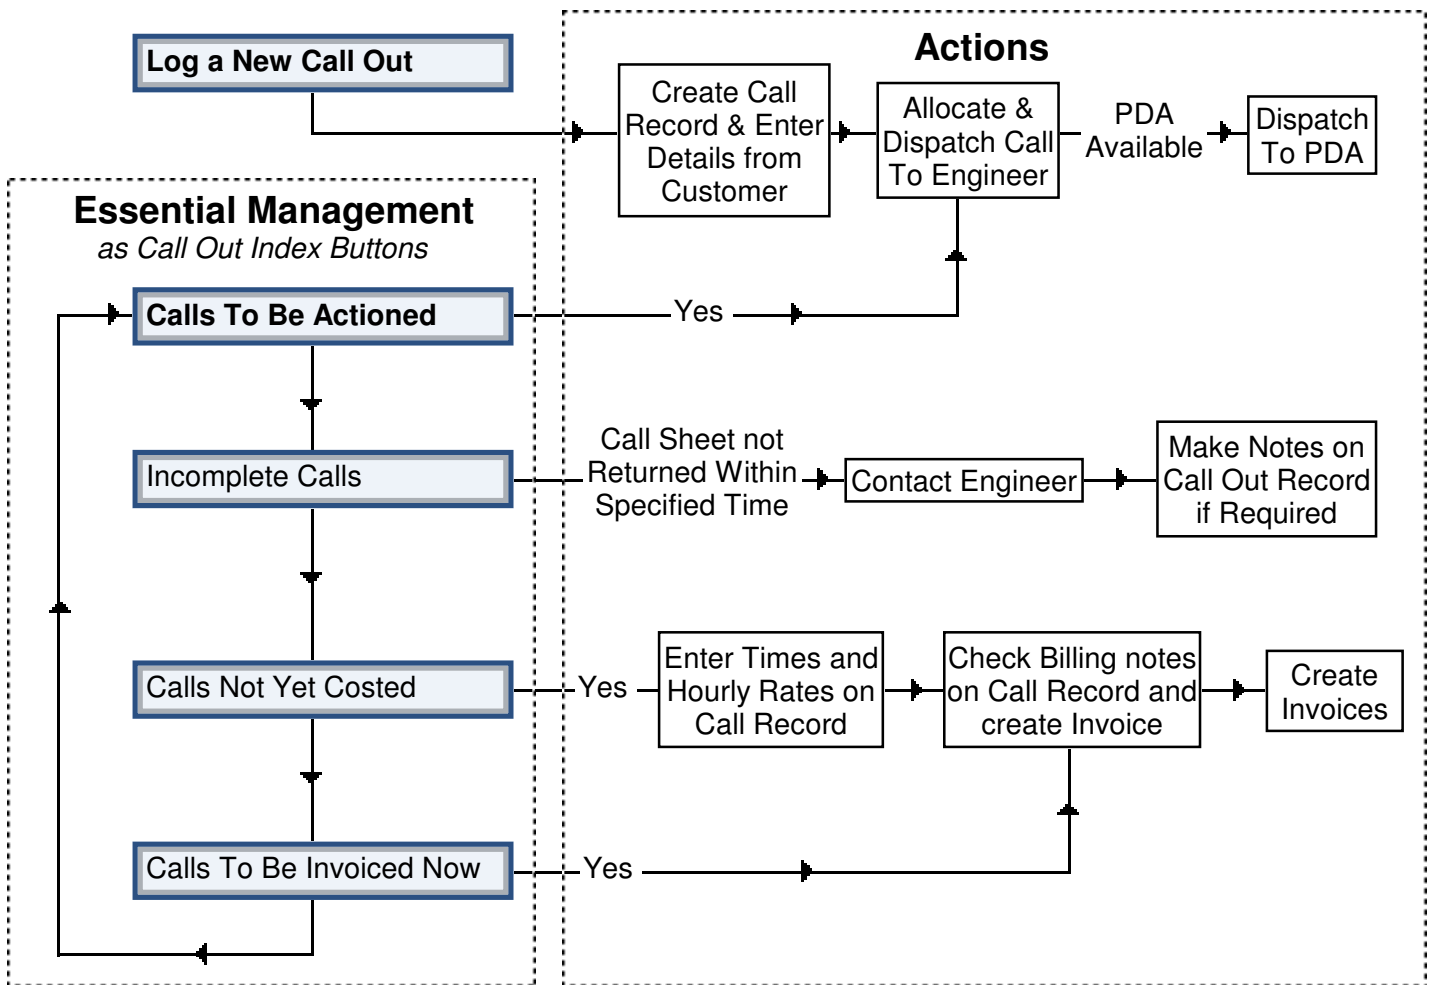 Actions
Log a New Call Out
Create Call
Record & Enter
Details from
Customer
Allocate &
Dispatch Call
To Engineer
PDA
Available
Dispatch
To PDA
Essential Management
as Call Out Index Buttons
Calls To Be Actioned
Yes
Incomplete Calls
Call Sheet not
Returned Within
Specified Time
Contact Engineer
Make Notes on
Call Out Record
if Required
Calls Not Yet Costed
Yes
Enter Times and
Hourly Rates on
Call Record
Check Billing notes
on Call Record and
create Invoice
Create
Invoices
Calls To Be Invoiced Now
Yes